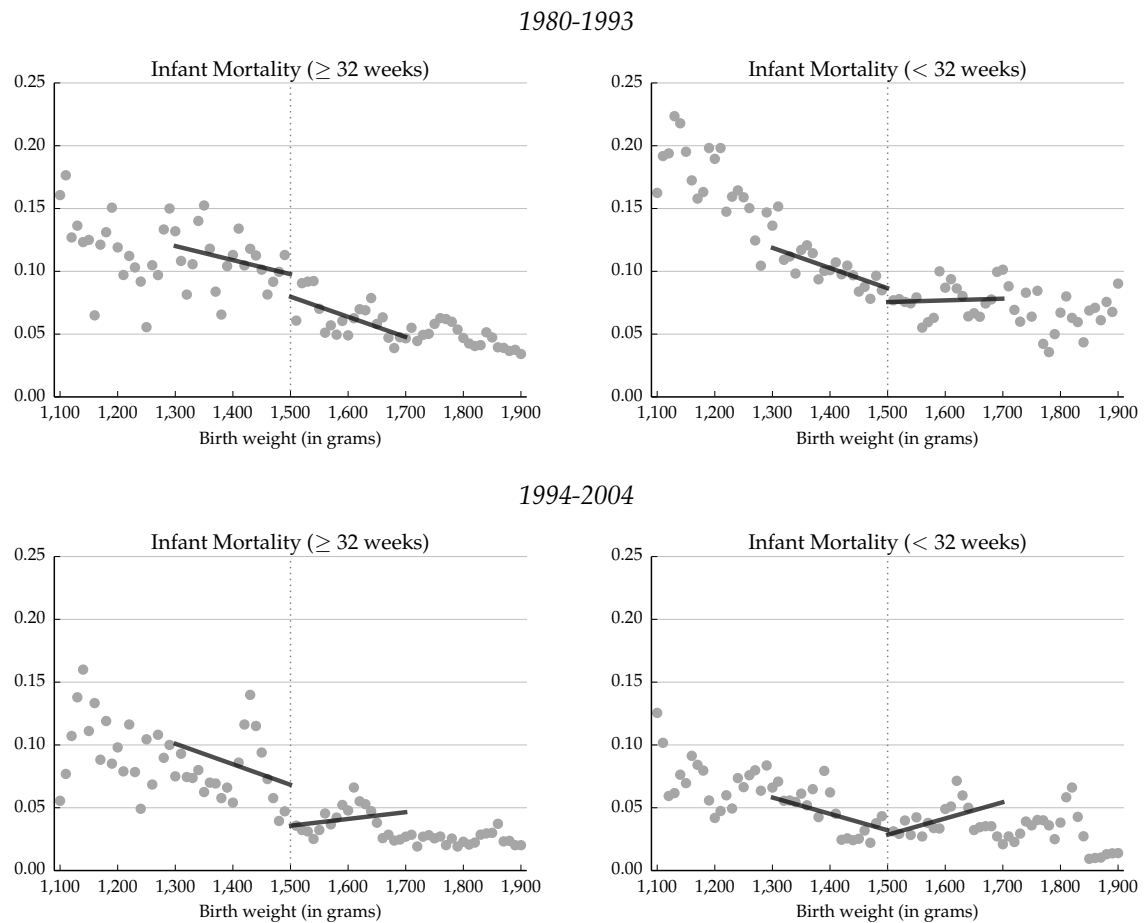 1980-1993
Infant Mortality (≥ 32 weeks)
0.25
0.20
0.15
0.10
0.05
0.00
1,100 1,200 1,300 1,400 1,500 1,600 1,700 1,800 1,900
Birth weight (in grams)
Infant Mortality (< 32 weeks)
0.25
0.20
0.15
0.10
0.05
0.00
1,100 1,200 1,300 1,400 1,500 1,600 1,700 1,800 1,900
Birth weight (in grams)
1994-2004
Infant Mortality (≥ 32 weeks)
0.25
0.20
0.15
0.10
0.05
0.00
1,100 1,200 1,300 1,400 1,500 1,600 1,700 1,800 1,900
Birth weight (in grams)
Infant Mortality (< 32 weeks)
0.25
0.20
0.15
0.10
0.05
0.00
1,100 1,200 1,300 1,400 1,500 1,600 1,700 1,800 1,900
Birth weight (in grams)